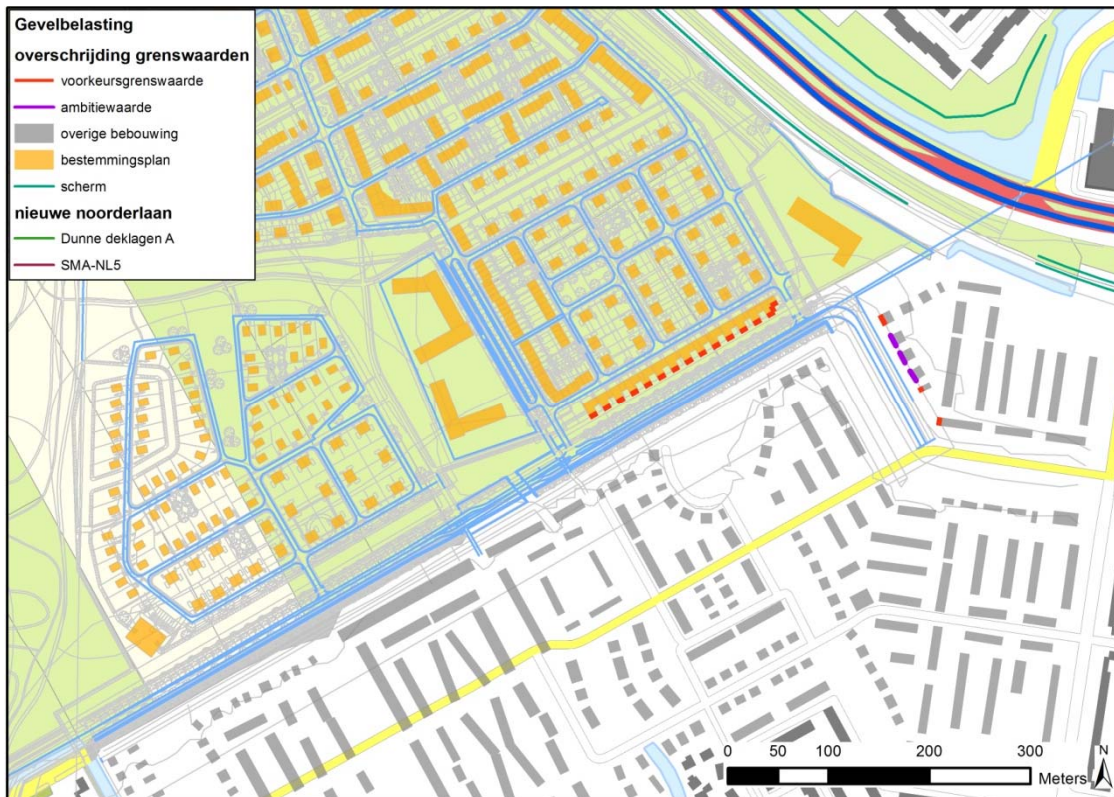 Gevelbelasting
overschrijding grenswaarden
voorkeursgrenswaarde
ambitiewaarde
overige bebouwing
bestemmingsplan
scherm
nieuwe noorderlaan
Dunne deklagen A
SMA-NL5
0 50 100 200 300
Meters
N